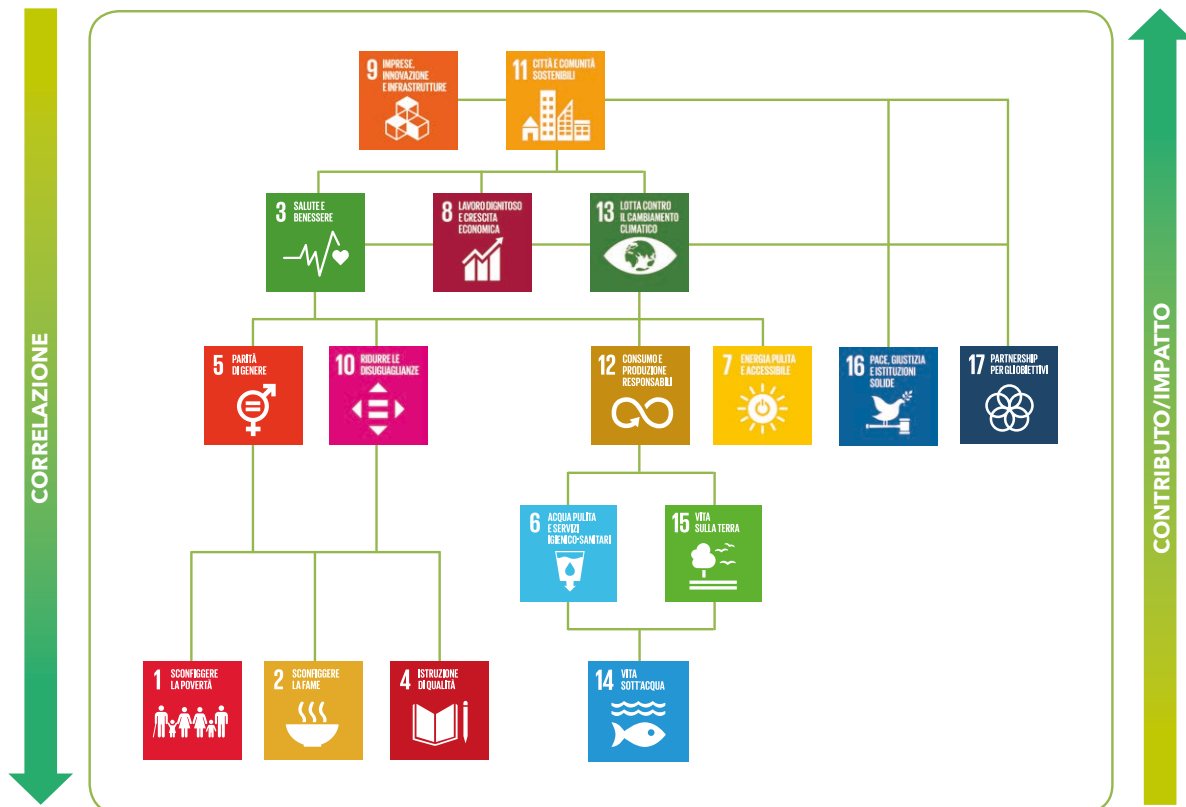 CORRELAZIONE
9 IMPRESE,
INNOVAZIONE
E INFRASTRUTTURE
11 CITTÀ E COMUNITÀ
SOSTENIBILI
3 SALUTE E
BENESSERE
8 LAVORO DIGNITOSO
E CRESCITA
ECONOMICA
13 LOTTA CONTRO
IL CAMBIAMENTO
CLIMATICO
5 PARITÀ
DI GENERE
10 RIDURRE LE
DISUGUAGLIANZE
12 CONSUMO E
PRODUZIONE
RESPONSABILI
7 ENERGIA PULITA
E ACCESSIBILE
16 PACE, GIUSTIZIA
E ISTITUZIONI
SOLIDE
17 PARTNERSHIP
PER GLI OBIETTIVI
6 ACQUA PULITA
E SERVIZI
IGIENICO-SANITARI
15 VITA
SULLA TERRA
1 SCONFIGGERE
LA POVERTÀ
2 SCONFIGGERE
LA FAME
4 ISTRUZIONE
DI QUALITÀ
14 VITA
SOTT'ACQUA
CONTRIBUTO/IMPATTO